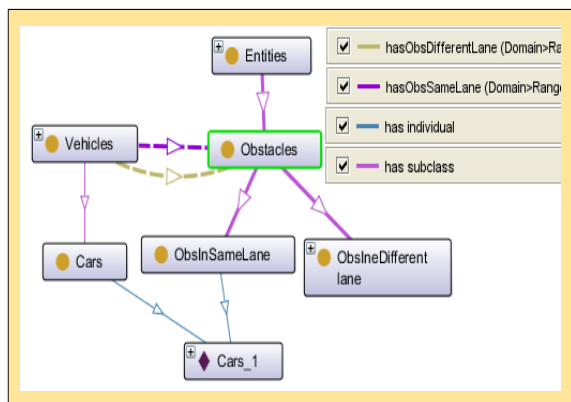 Entities
hasObsDifferentLane (Domain>Ra
hasObsSameLane (Domain>Range
has individual
has subclass
Vehicles
Obstacles
Cars
ObsInSameLane
ObsIneDifferent
lane
Cars_1